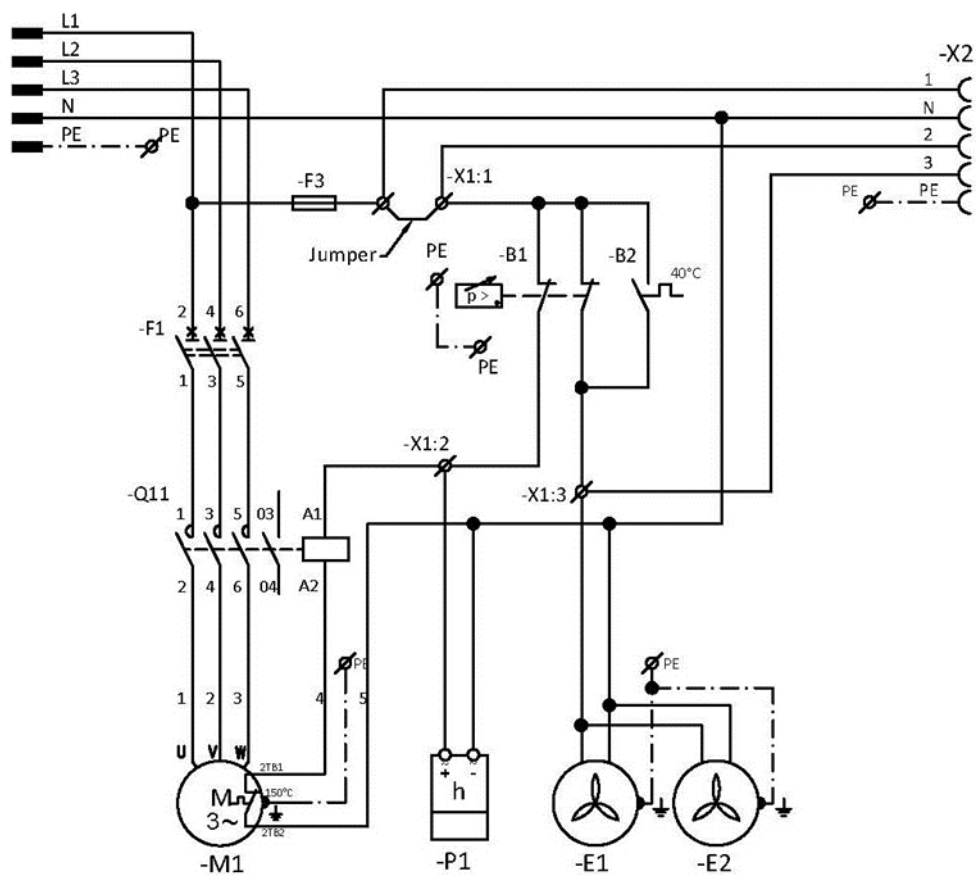 L1
L2
L3
N
PE
PE
-X2
1
N
2
3
PE
PE
-F3
-X1:1
Jumper
PE
-B1
-B2
40°C
p >
PE
2 4 6
-F1
1 3 5
-X1:2
-X1:3
-Q11
1 3 5 03
A1
2 4 6 04
A2
PE
PE
1 2 3 4 5
U V W
2TB1
150°C
M
3~
2TB2
+ -
h
-M1
-P1
-E1
-E2